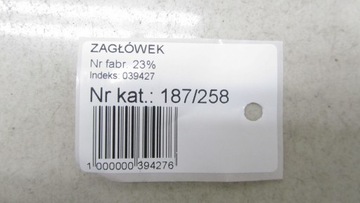 ZAGŁÓWEK
Nr fabr. 23%
Indeks: 039427
Nr kat.: 187/258
1 000000 394276